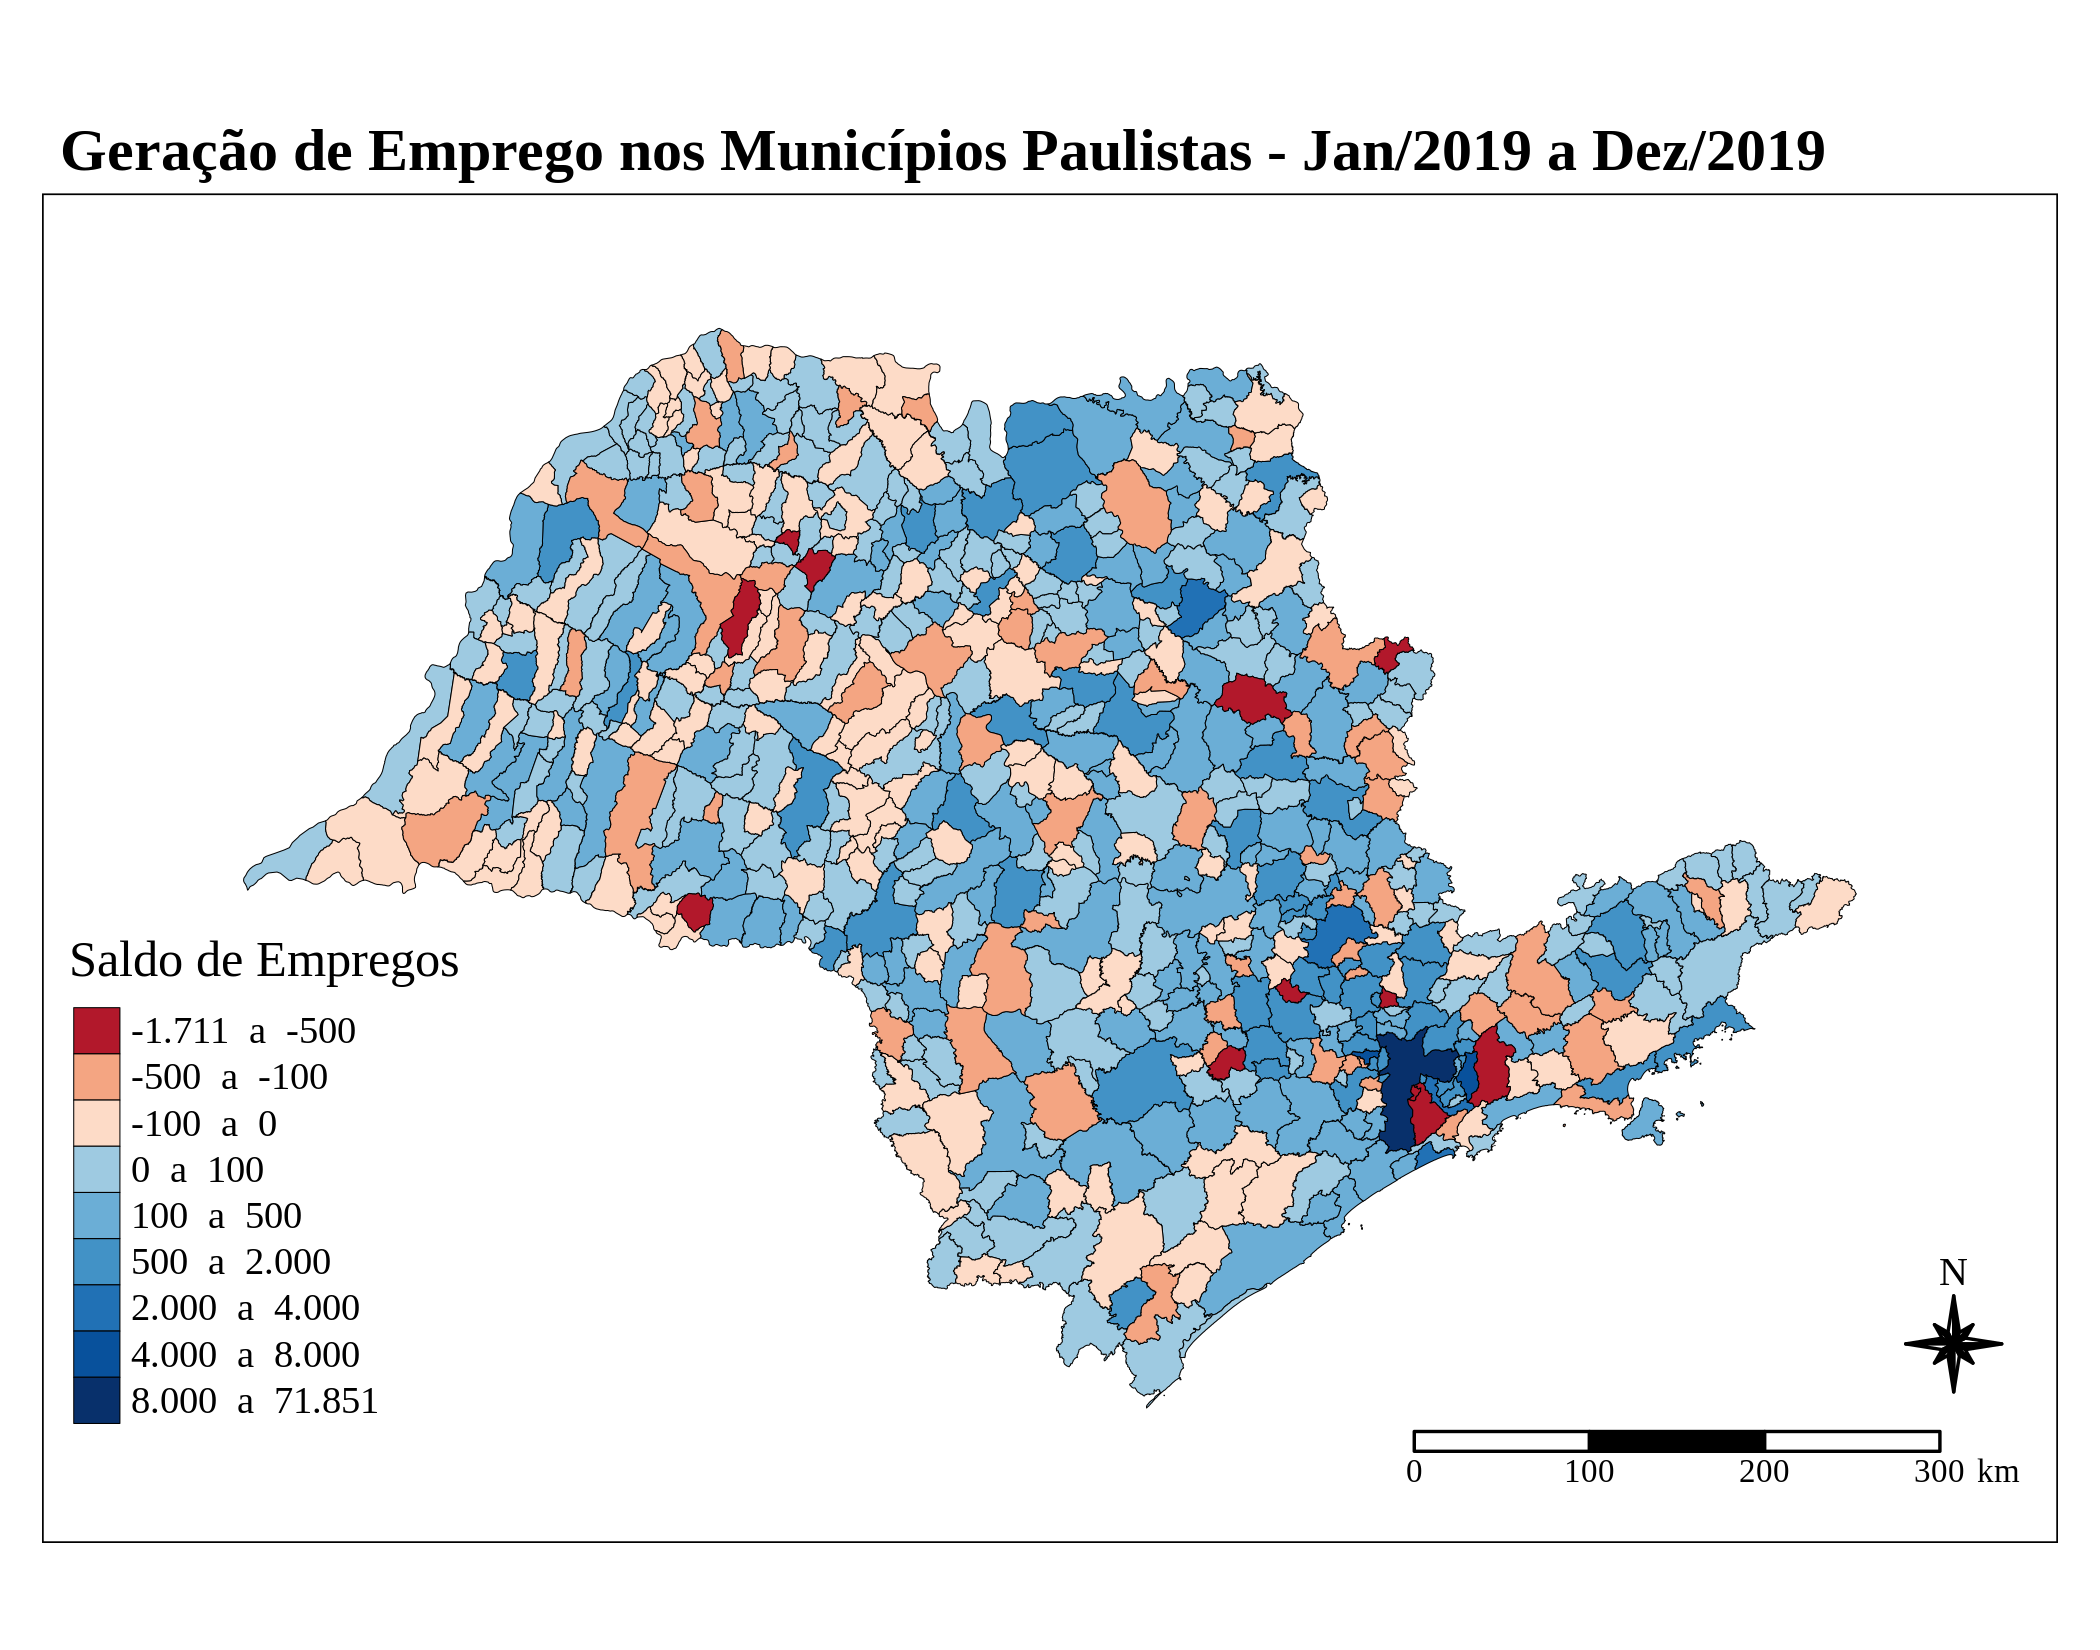 Geração de Emprego nos Municípios Paulistas - Jan/2019 a Dez/2019
Saldo de Empregos
-1.711 a -500
-500 a -100
-100 a 0
0 a 100
100 a 500
500 a 2.000
2.000 a 4.000
4.000 a 8.000
8.000 a 71.851
N
0 100 200 300 km